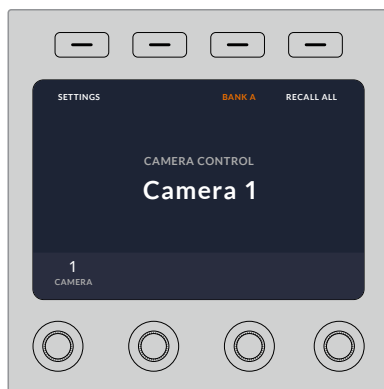 SETTINGS BANK A RECALL ALL
CAMERA CONTROL
Camera 1
1
CAMERA